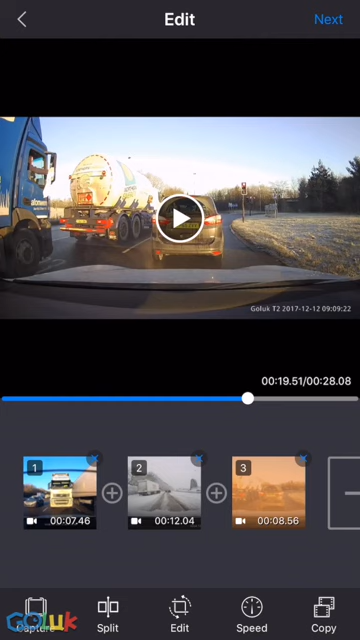 Edit
Next
Goluk T2 2017-12-12 09:09:22
00:19.51/00:28.08
1
2
3
00:07.46
00:12.04
00:08.56
Capture
Split
Edit
Speed
Copy
GOLUK